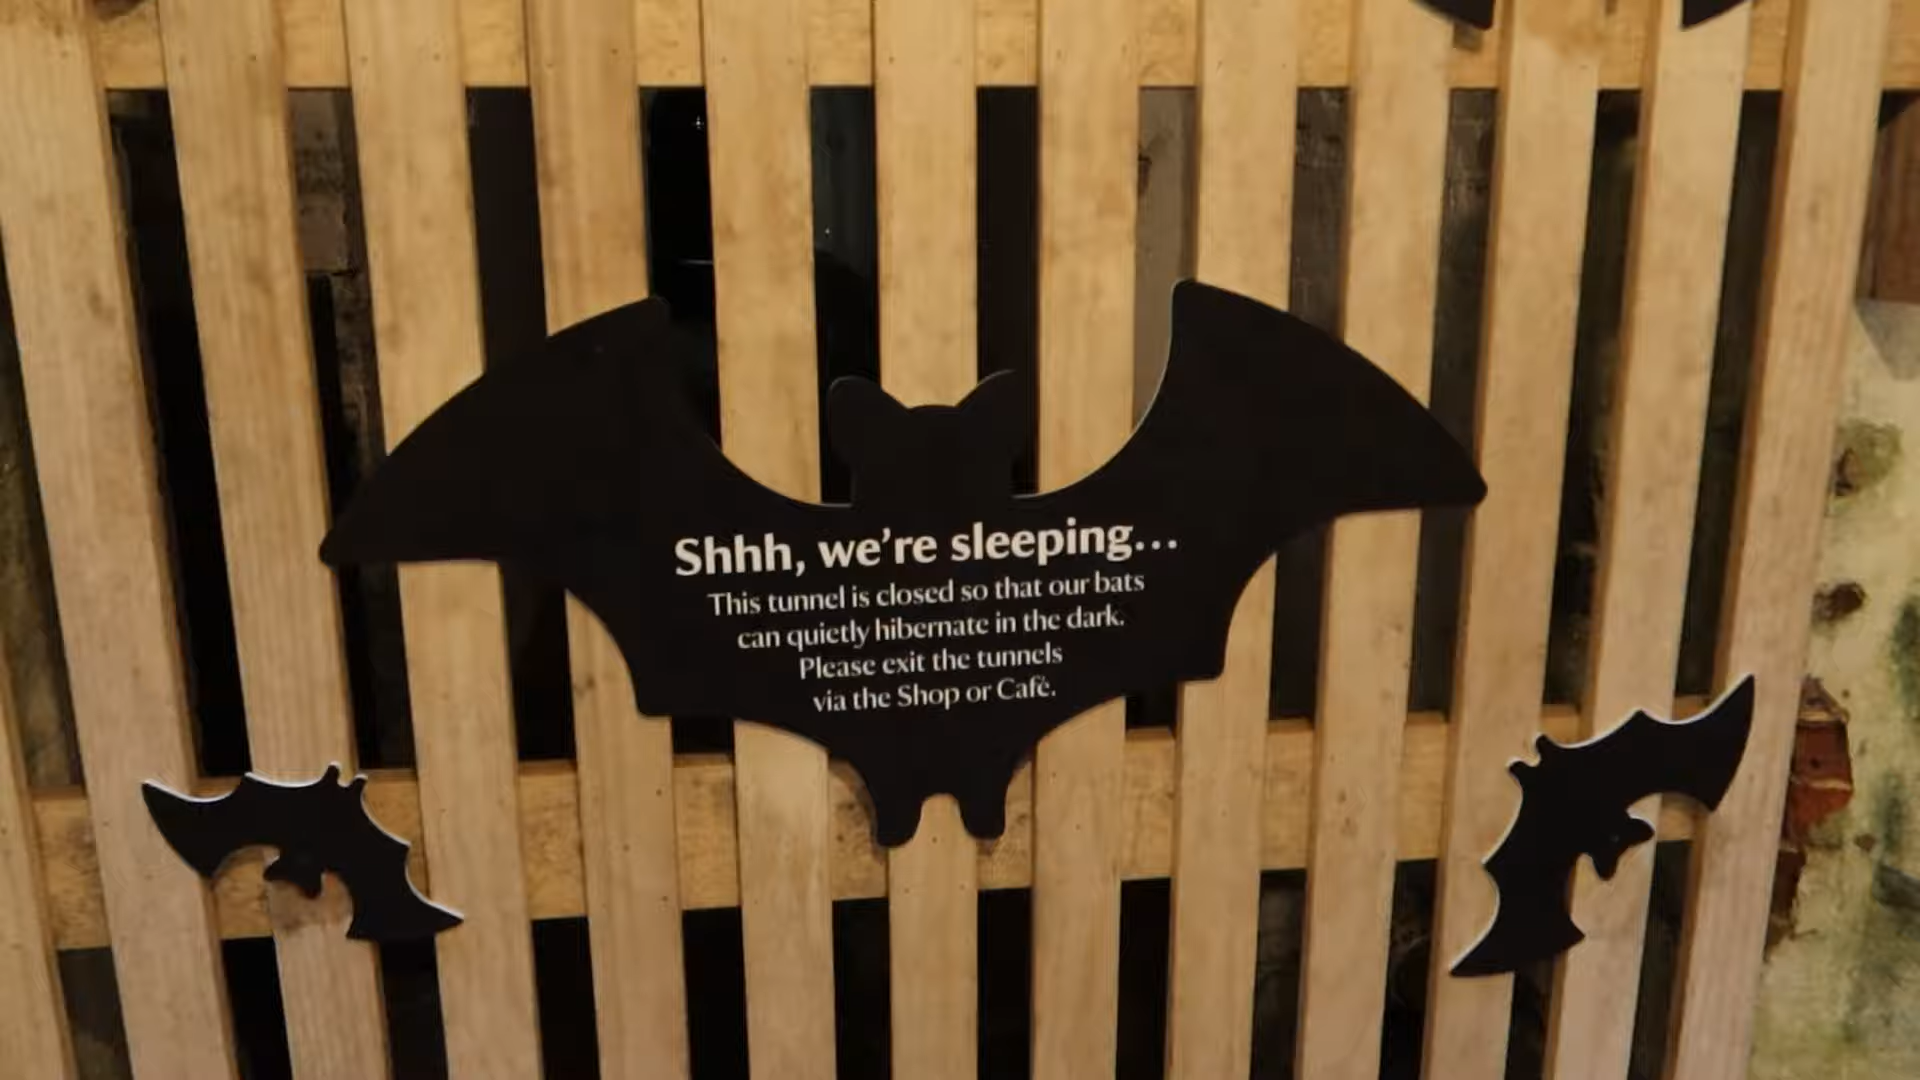 Shhh, we're sleeping...
This tunnel is closed so that our bats
can quietly hibernate in the dark.
Please exit the tunnels
via the Shop or Café.